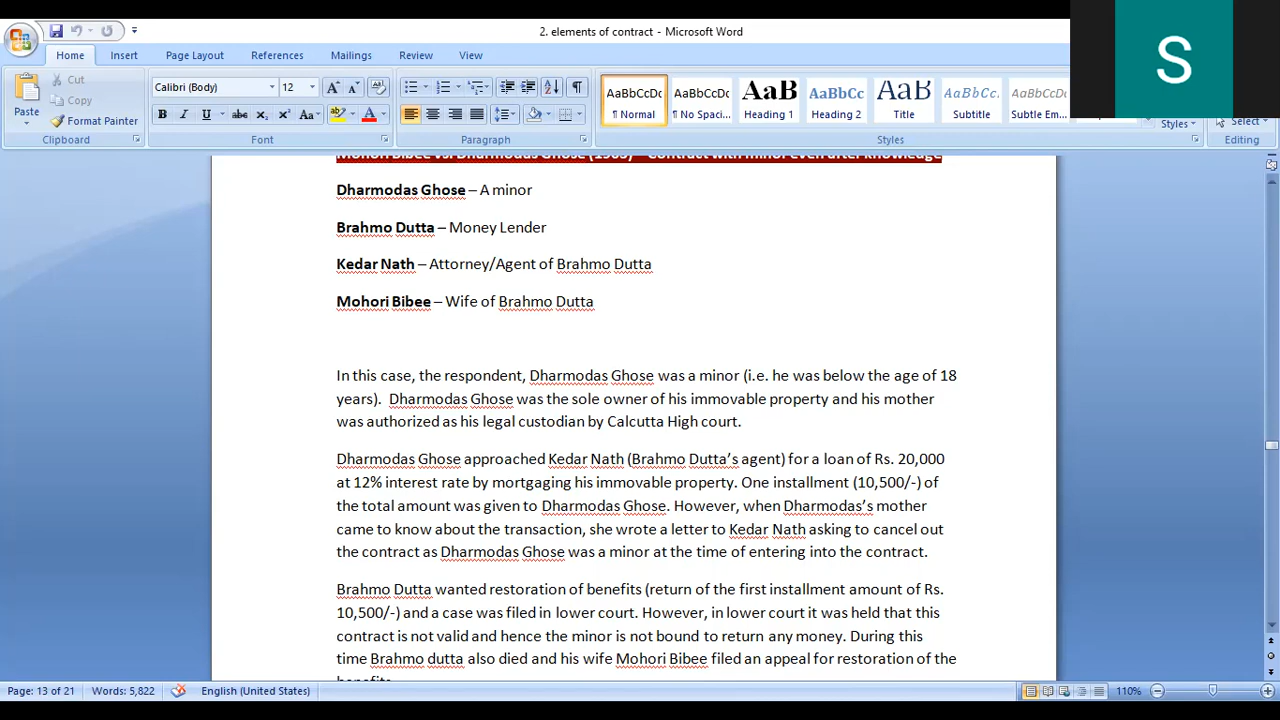 2. elements of contract - Microsoft Word
S
Home Insert Page Layout References Mailings Review View
Paste
Cut
Copy
Format Painter
Clipboard
Calibri (Body) 12
Font
Paragraph
AaBbCcDc AaBbCcDc AaB AaBbCc AaB AaBbCc AaBbCc
¶ Normal ¶ No Spaci... Heading 1 Heading 2 Title Subtitle Subtle Em...
Styles
Styles
Select
Editing
Dharmodas Ghose – A minor
Brahmo Dutta – Money Lender
Kedar Nath – Attorney/Agent of Brahmo Dutta
Mohori Bibee – Wife of Brahmo Dutta
In this case, the respondent, Dharmodas Ghose was a minor (i.e. he was below the age of 18
years). Dharmodas Ghose was the sole owner of his immovable property and his mother
was authorized as his legal custodian by Calcutta High court.
Dharmodas Ghose approached Kedar Nath (Brahmo Dutta’s agent) for a loan of Rs. 20,000
at 12% interest rate by mortgaging his immovable property. One installment (10,500/-) of
the total amount was given to Dharmodas Ghose. However, when Dharmodas’s mother
came to know about the transaction, she wrote a letter to Kedar Nath asking to cancel out
the contract as Dharmodas Ghose was a minor at the time of entering into the contract.
Brahmo Dutta wanted restoration of benefits (return of the first installment amount of Rs.
10,500/-) and a case was filed in lower court. However, in lower court it was held that this
contract is not valid and hence the minor is not bound to return any money. During this
time Brahmo dutta also died and his wife Mohori Bibee filed an appeal for restoration of the
benefits.
Page: 13 of 21 Words: 5,822 English (United States) 110%